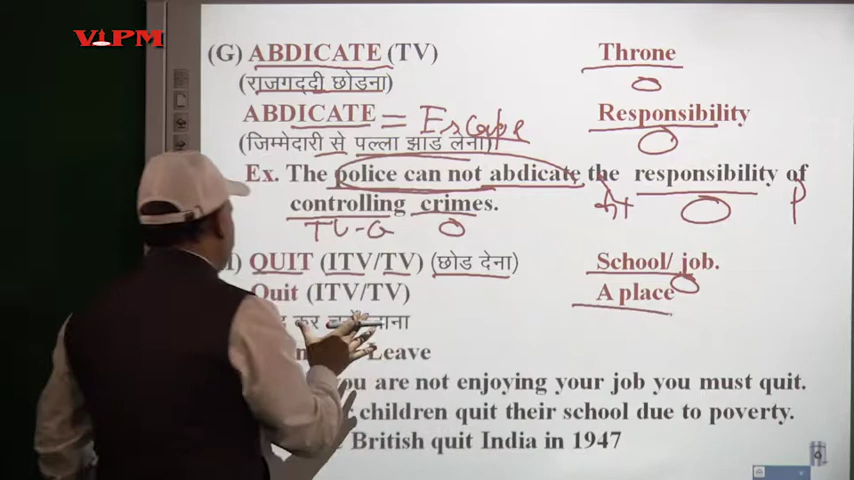 VIPM
(G) ABDICATE (TV) Throne
(राजगद्दी छोड़ना)
ABDICATE = Escape Responsibility
(जिम्मेदारी से पल्ला झाड लेना)
Ex. The police can not abdicate the responsibility of
controlling crimes.
TV-G
QUIT (ITV/TV) (छोड देना) School/ job.
Quit (ITV/TV) A place
कर
Leave
you are not enjoying your job you must quit.
children quit their school due to poverty.
British quit India in 1947